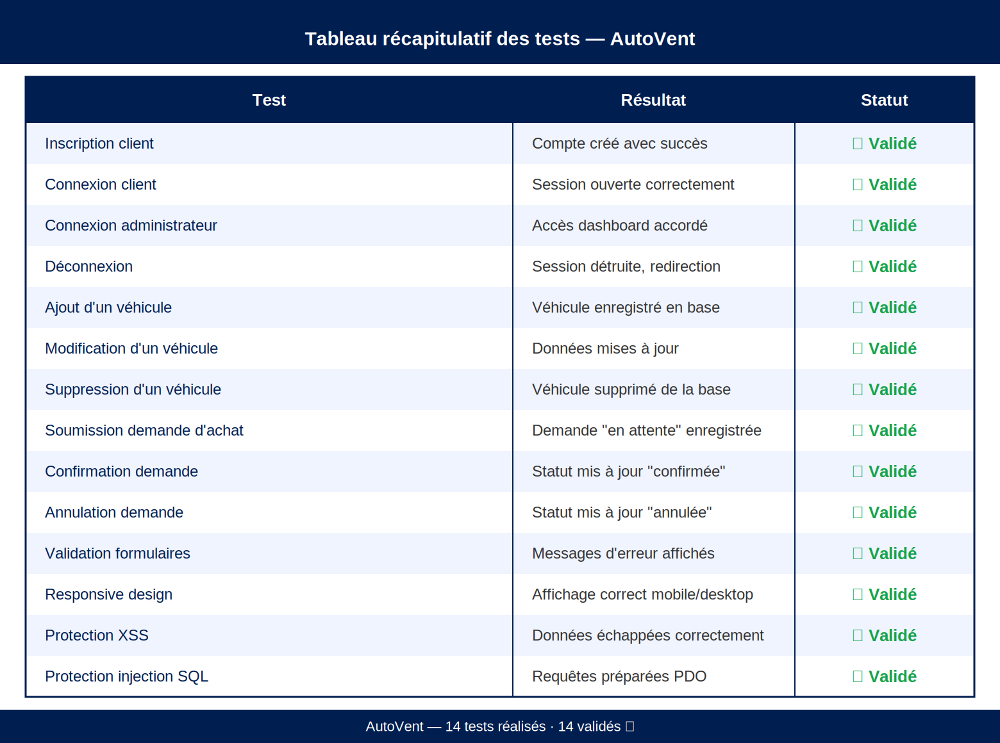 Tableau récapitulatif des tests — AutoVent
Test Résultat Statut
Inscription client Compte créé avec succès Validé
Connexion client Session ouverte correctement Validé
Connexion administrateur Accès dashboard accordé Validé
Déconnexion Session détruite, redirection Validé
Ajout d'un véhicule Véhicule enregistré en base Validé
Modification d'un véhicule Données mises à jour Validé
Suppression d'un véhicule Véhicule supprimé de la base Validé
Soumission demande d'achat Demande "en attente" enregistrée Validé
Confirmation demande Statut mis à jour "confirmée" Validé
Annulation demande Statut mis à jour "annulée" Validé
Validation formulaires Messages d'erreur affichés Validé
Responsive design Affichage correct mobile/desktop Validé
Protection XSS Données échappées correctement Validé
Protection injection SQL Requêtes préparées PDO Validé
AutoVent — 14 tests réalisés · 14 validés